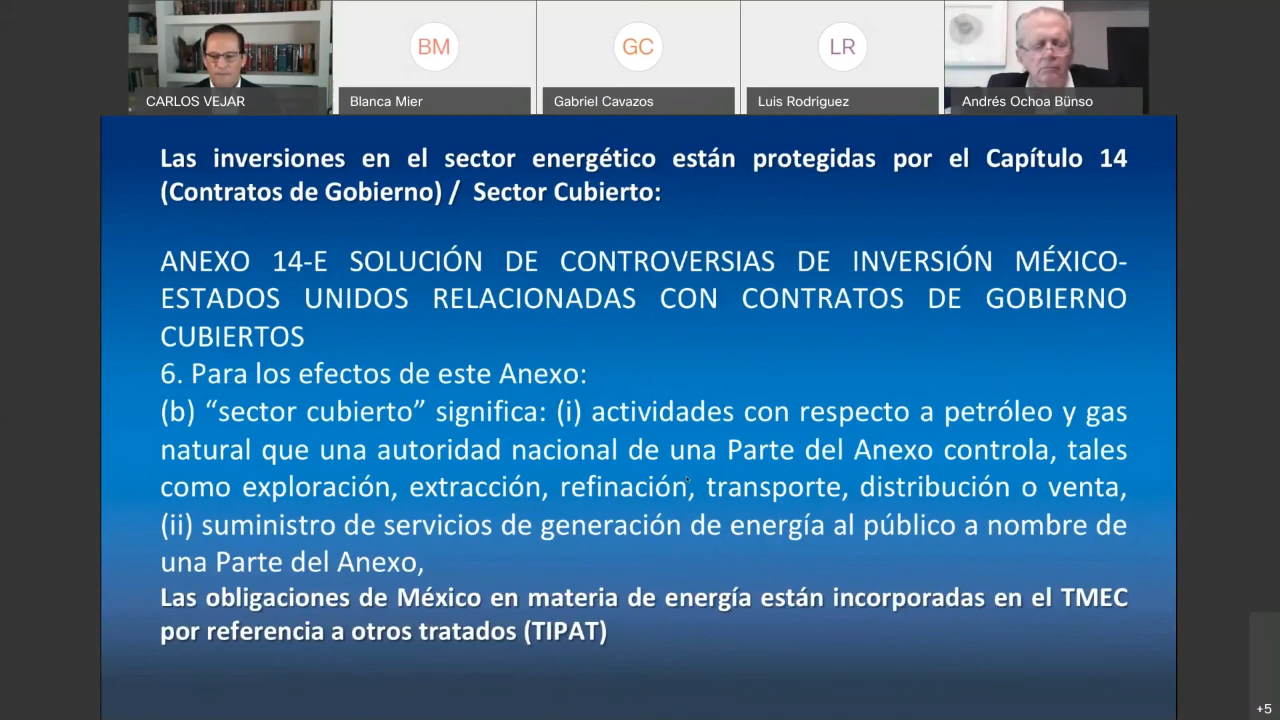 BM
GC
LR
CARLOS VEJAR
Blanca Mier
Gabriel Cavazos
Luis Rodriguez
Andrés Ochoa Bünso
Las inversiones en el sector energético están protegidas por el Capítulo 14
(Contratos de Gobierno) / Sector Cubierto:
ANEXO 14-E SOLUCIÓN DE CONTROVERSIAS DE INVERSIÓN MÉXICO-
ESTADOS UNIDOS RELACIONADAS CON CONTRATOS DE GOBIERNO
CUBIERTOS
6. Para los efectos de este Anexo:
(b) “sector cubierto” significa: (i) actividades con respecto a petróleo y gas
natural que una autoridad nacional de una Parte del Anexo controla, tales
como exploración, extracción, refinación, transporte, distribución o venta,
(ii) suministro de servicios de generación de energía al público a nombre de
una Parte del Anexo,
Las obligaciones de México en materia de energía están incorporadas en el TMEC
por referencia a otros tratados (TIPAT)
+5